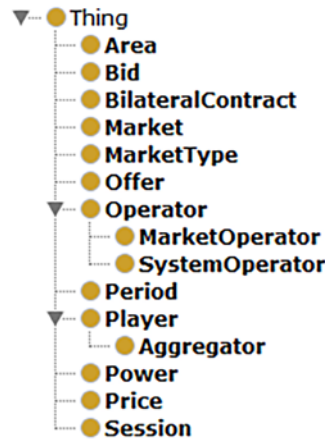 Thing
Area
Bid
BilateralContract
Market
MarketType
Offer
Operator
MarketOperator
SystemOperator
Period
Player
Aggregator
Power
Price
Session